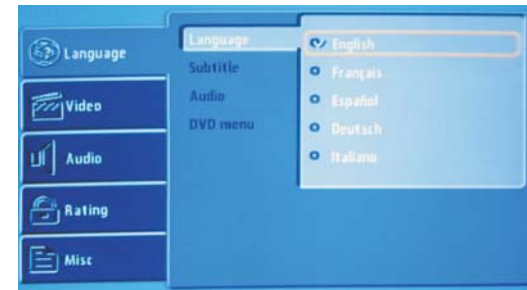 Language
Video
Audio
Rating
Misc
Language
Subtitle
Audio
DVD menu
English
Français
Español
Deutsch
Italiano